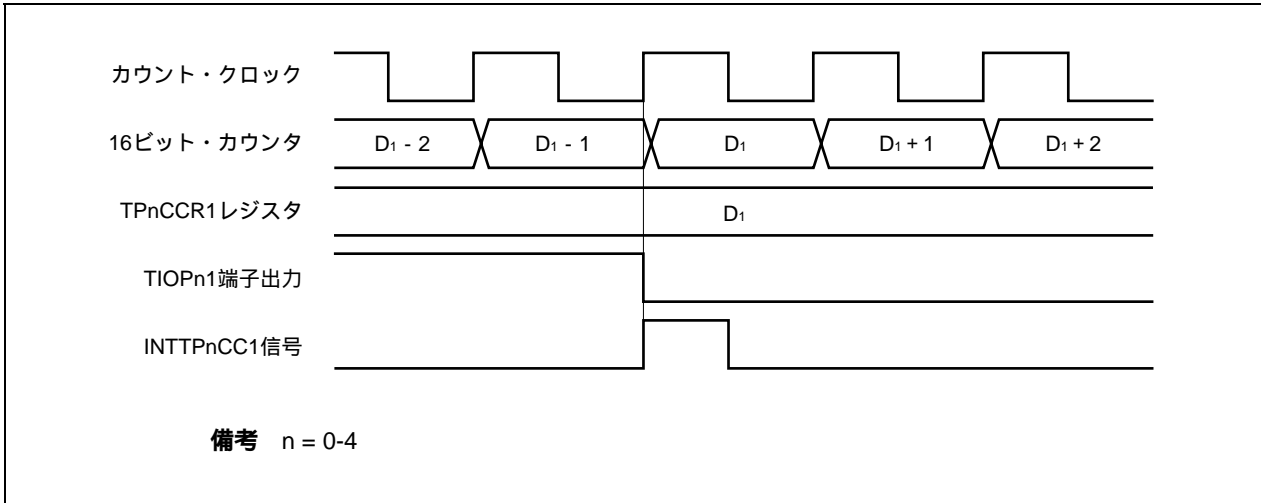 カウント・クロック
16ビット・カウンタ D1 - 2 D1 - 1 D1 D1 + 1 D1 + 2
TPnCCR1レジスタ D1
TIOPn1端子出力
INTTPnCC1信号
備考 n = 0-4